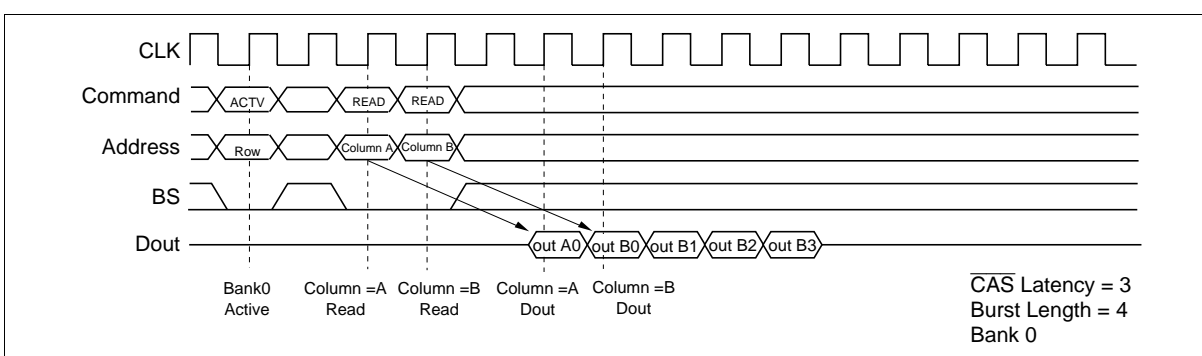 CLK
Command ACTV READ READ
Address Row Column A Column B
BS
Dout out A0 out B0 out B1 out B2 out B3
Bank0 Active
Column =A Read
Column =B Read
Column =A Dout
Column =B Dout
CAS Latency = 3
Burst Length = 4
Bank 0